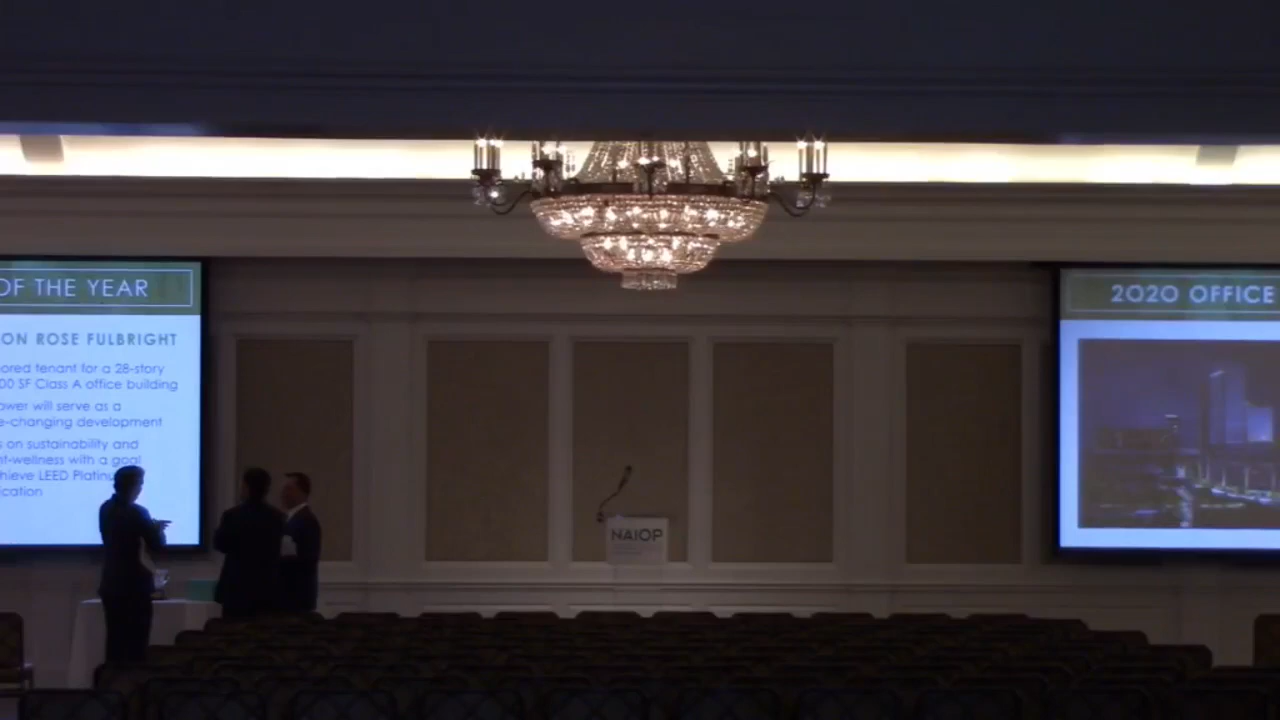 OF THE YEAR
ON ROSE FULBRIGHT
ored tenant for a 28-story
00 SF Class A office building
ower will serve as a
e-changing development
s on sustainability and
nt-wellness with a goal
hieve LEED Platinu
ication
NAIOP
2020 OFFICE